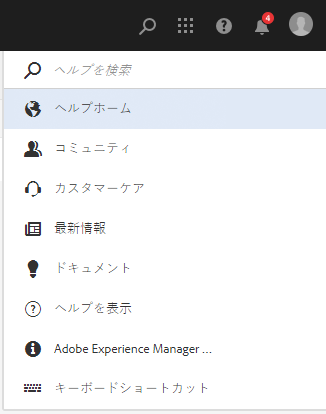 4
ヘルプを検索
ヘルプホーム
コミュニティ
カスタマーケア
最新情報
ドキュメント
ヘルプを表示
Adobe Experience Manager ...
キーボードショートカット